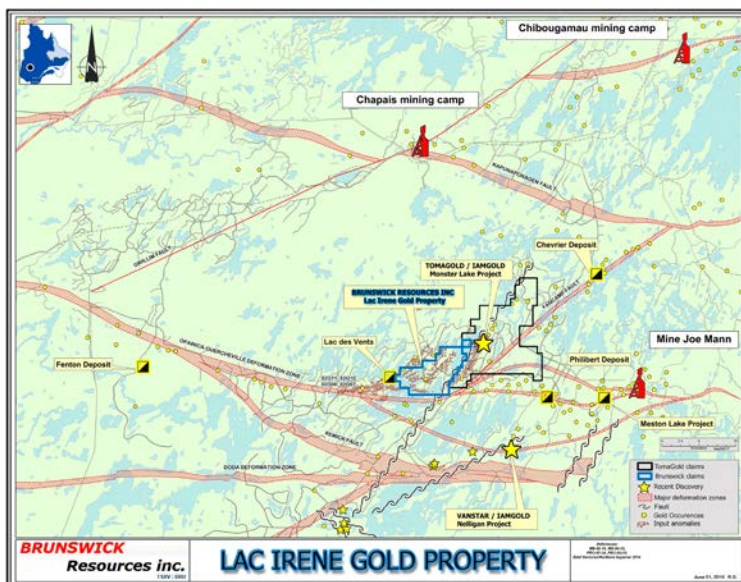 Chibougamau mining camp
Chapais mining camp
KAPUNAPOTAGEN FAULT
Chevrier Deposit
TOMAGOLD / IAMGOLD
Monster Lake Project
BRUNSWICK RESOURCES INC
Lac Irene Gold Property
FANCAMP FAULT
OPAWICA-GUERCHEVILLE DEFORMATION ZONE
Lac des Vents
Mine Joe Mann
Fenton Deposit
Philibert Deposit
Meston Lake Project
DODA DEFORMATION ZONE
VANSTAR / IAMGOLD
Nelligan Project
TomaGold claims
Brunswick claims
Recent Discovery
Major deformation zones
Fault
Gold Occurences
Input anomalies
BRUNSWICK
Resources inc.
LAC IRENE GOLD PROPERTY